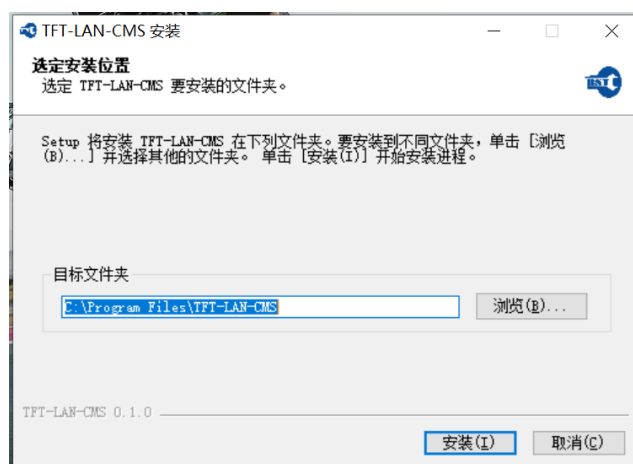 TFT-LAN-CMS 安装
选定安装位置
选定 TFT-LAN-CMS 要安装的文件夹。
Setup 将安装 TFT-LAN-CMS 在下列文件夹。要安装到不同文件夹，单击 [浏览
(B)...] 并选择其他的文件夹。 单击 [安装(I)] 开始安装进程。
目标文件夹
C:\Program Files\TFT-LAN-CMS
浏览(B)...
TFT-LAN-CMS 0.1.0
安装(I)
取消(C)